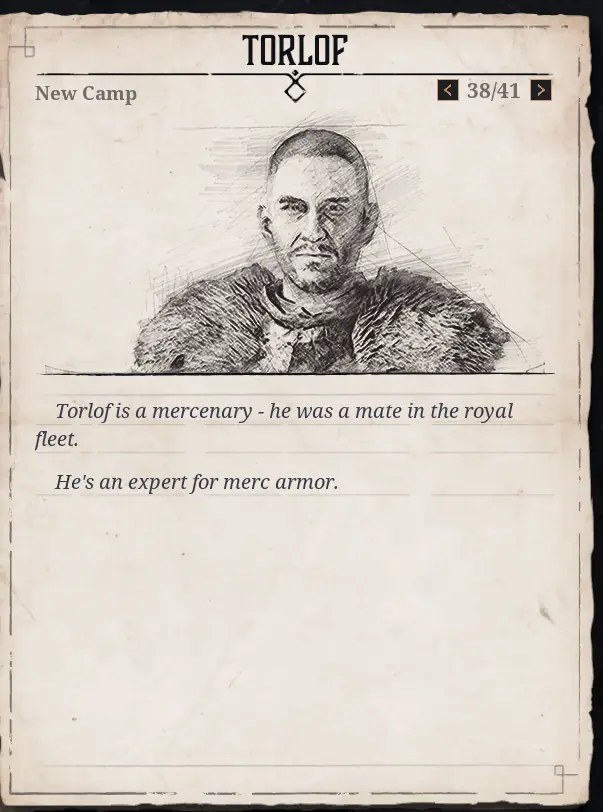 TORLOF
New Camp
38/41
Torlof is a mercenary - he was a mate in the royal
fleet.
He's an expert for merc armor.